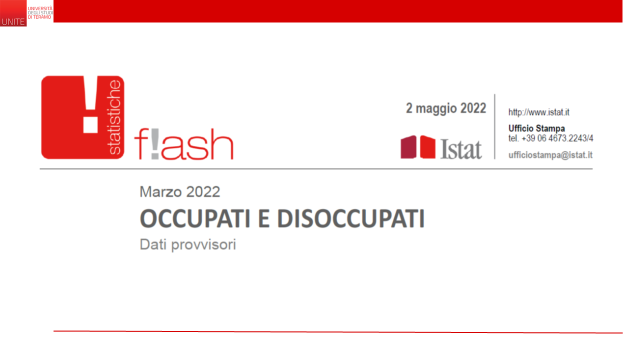 UNITE
UNIVERSITÀ
DEGLI STUDI
DI TERAMO
statistiche
f!ash
2 maggio 2022
Istat
http://www.istat.it
Ufficio Stampa
tel. +39 06 4673.2243/4
ufficiostampa@istat.it
Marzo 2022
OCCUPATI E DISOCCUPATI
Dati provvisori